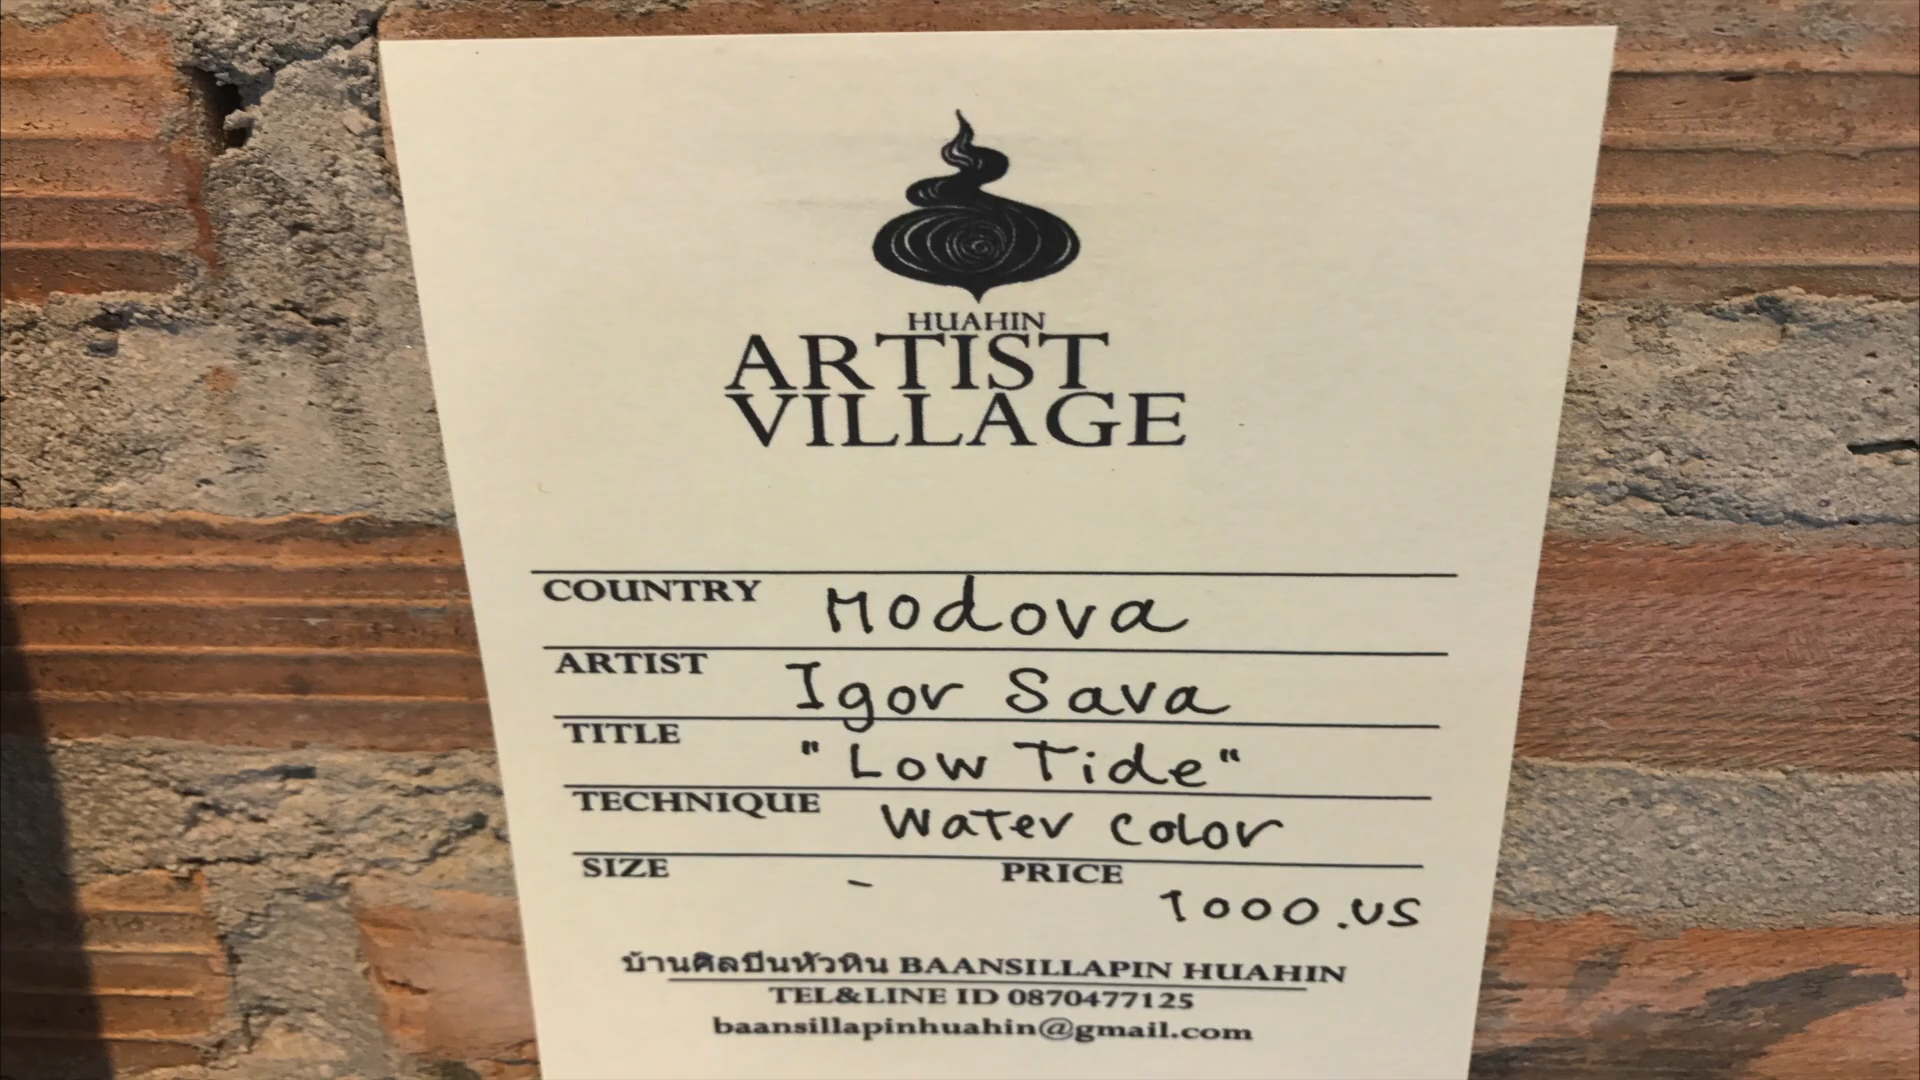 HUAHIN
ARTIST
VILLAGE
COUNTRY Modova
ARTIST Igor Sava
TITLE "Low Tide"
TECHNIQUE Water color
SIZE - PRICE 1000.US
บ้านศิลปินหัวหิน BAANSILLAPIN HUAHIN
TEL&LINE ID 0870477125
baansillapinhuahin@gmail.com